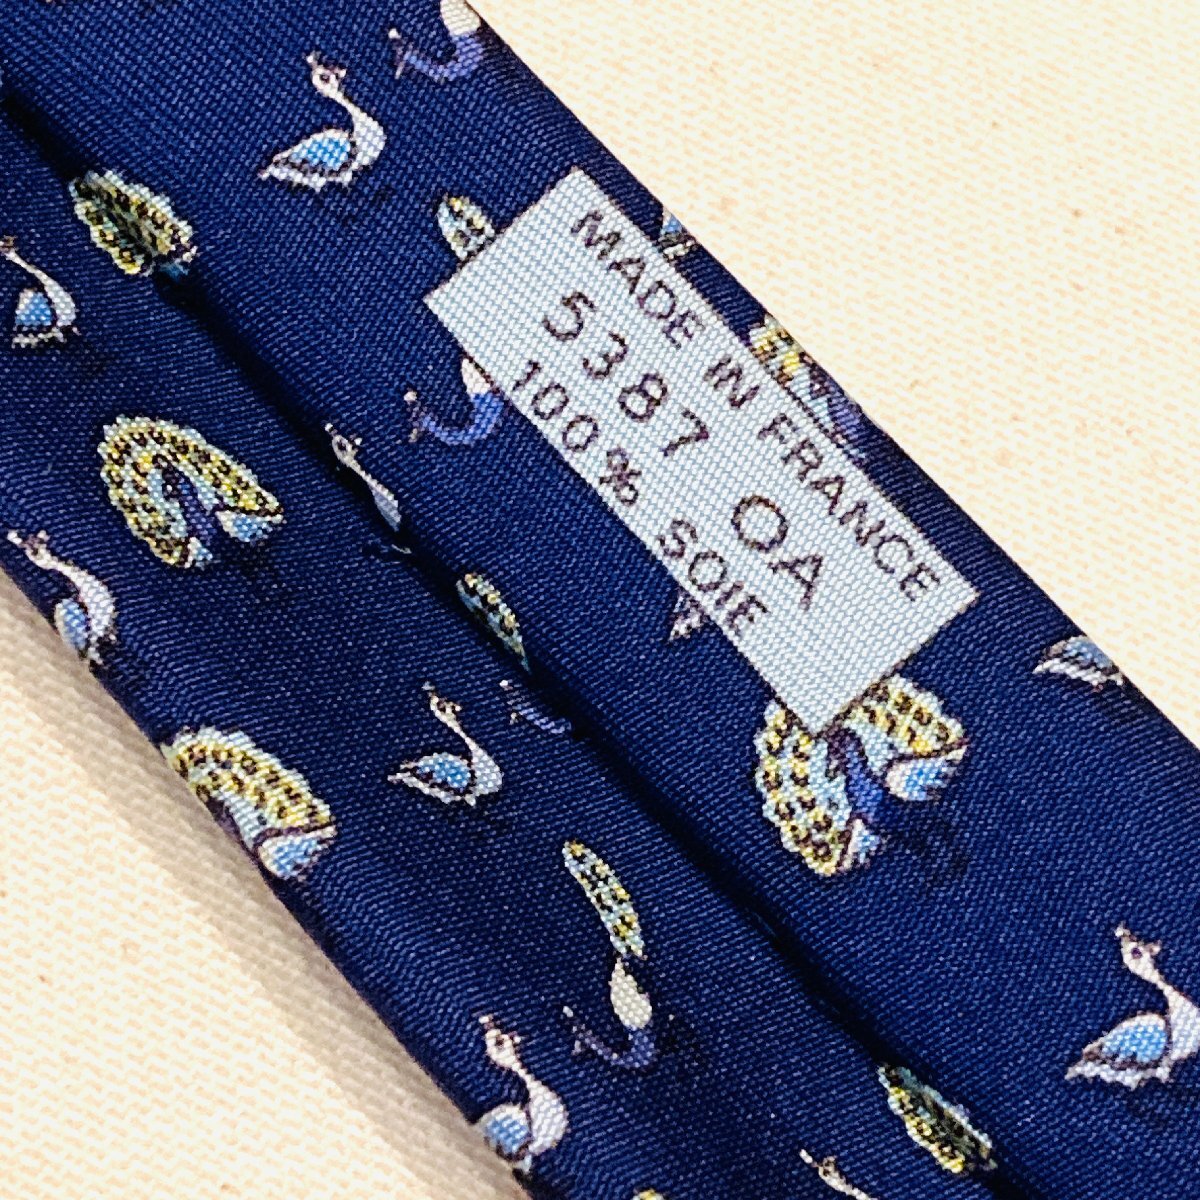 MADE IN FRANCE
5387 OA
100% SOIE